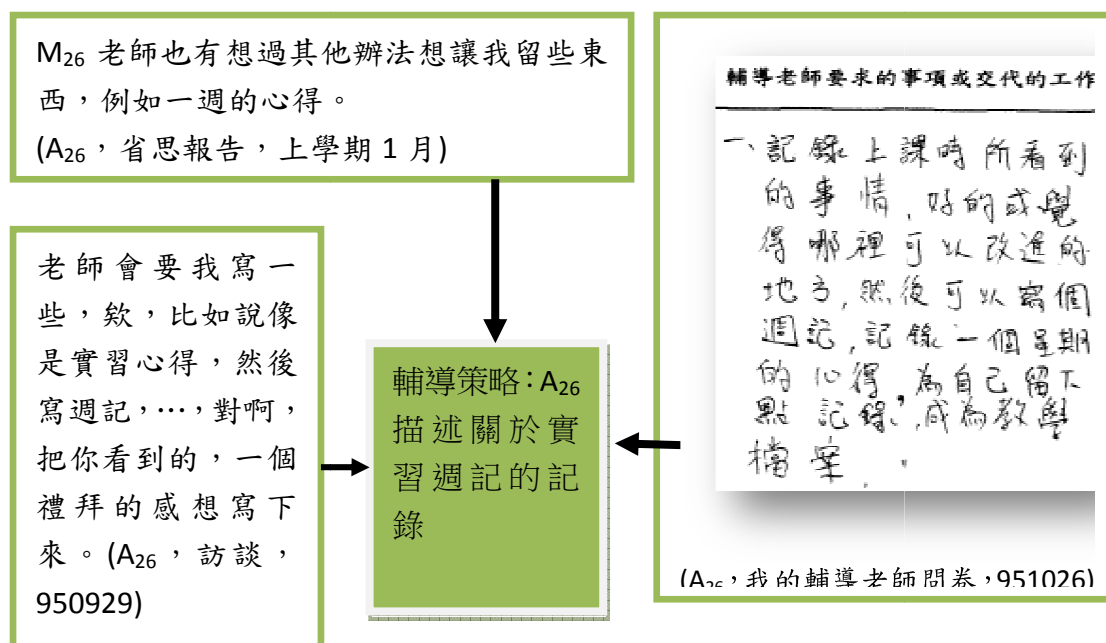 M26 老師也有想過其他辦法想讓我留些東
西，例如一週的心得。
(A26，省思報告，上學期 1 月)
老師會要我寫一
些，欸，比如說像
是實習心得，然後
寫週記，…，對啊，
把你看到的，一個
禮拜的感想寫下
來。(A26，訪談，
950929)
輔導策略：A26
描述關於實
習週記的記
錄
輔導老師要求的事項或交代的工作
一、記錄上課時所看到
的事情，好的或覺
得哪裡可以改進的
地方，然後可以寫個
週記，記錄一個星期
的心得，為自己留下
點記錄，成為教學
檔案。
(A26，我的輔導老師問卷，951026)